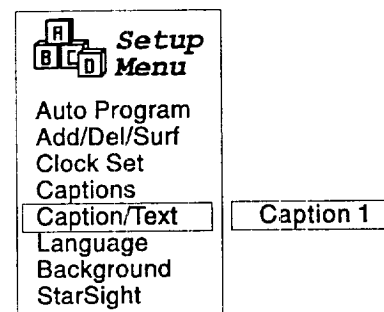 A
B C D
Setup
Menu
Auto Program
Add/Del/Surf
Clock Set
Captions
Caption/Text Caption 1
Language
Background
StarSight